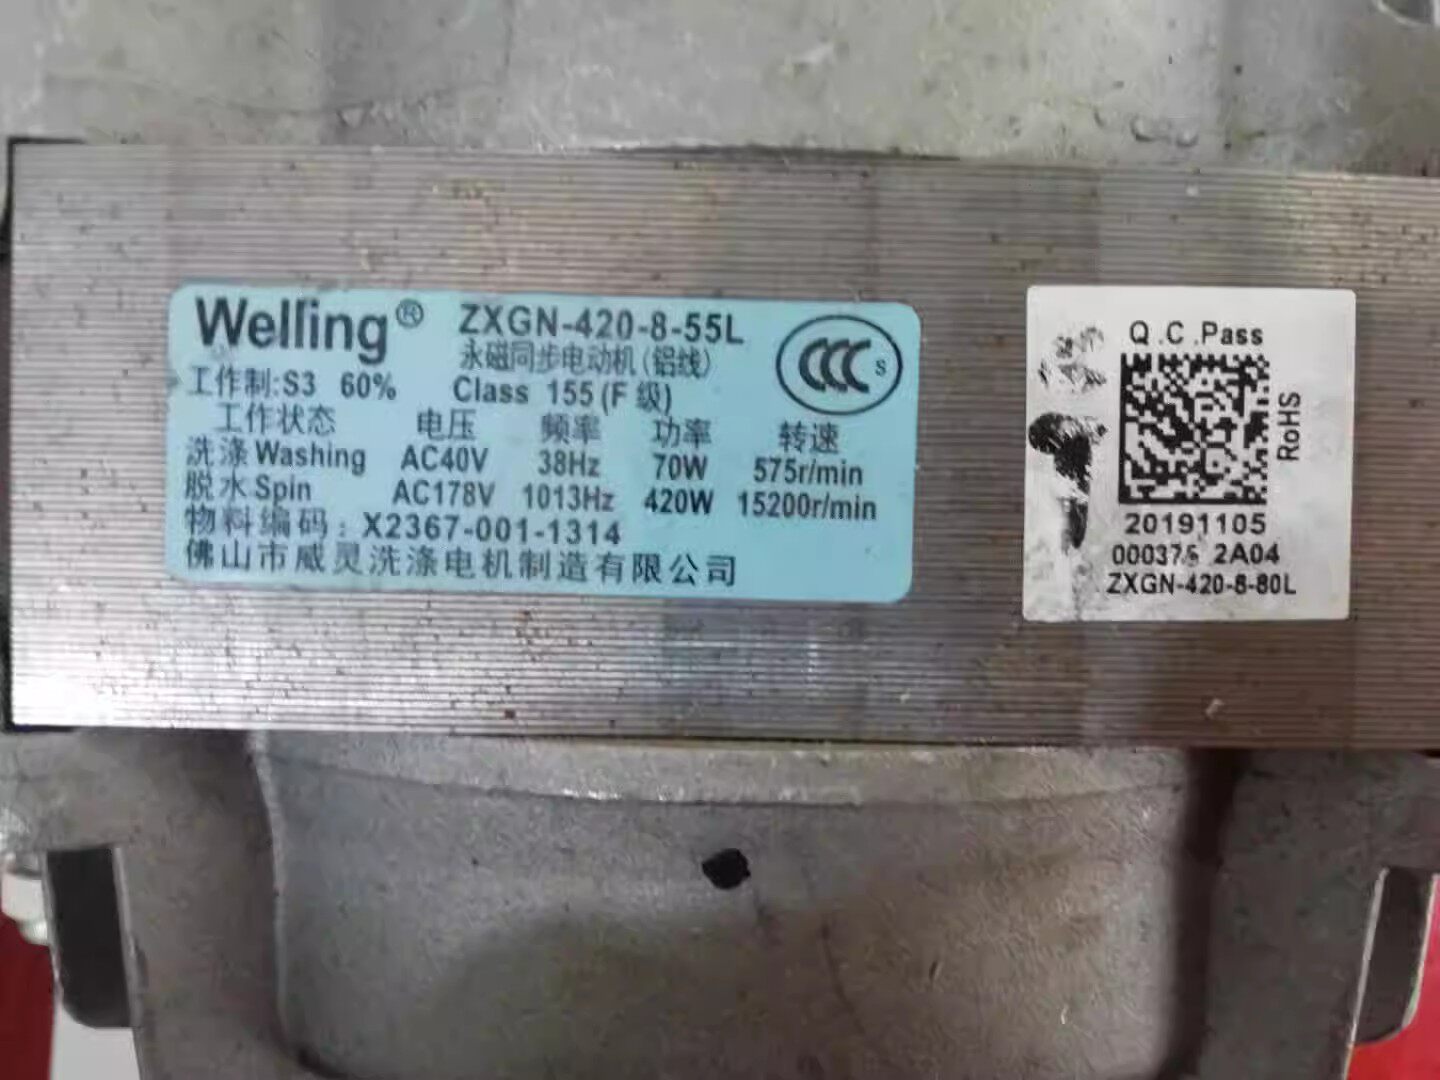 Welling® ZXGN-420-8-55L
永磁同步电动机(铝线)
CCC S
工作制:S3 60% Class 155(F 级)
工作状态 电压 频率 功率 转速
洗涤 Washing AC40V 38Hz 70W 575r/min
脱水 Spin AC178V 1013Hz 420W 15200r/min
物料编码: X2367-001-1314
佛山市威灵洗涤电机制造有限公司
Q.C.Pass
RoHS
20191105
2A04
ZXGN-420-8-80L